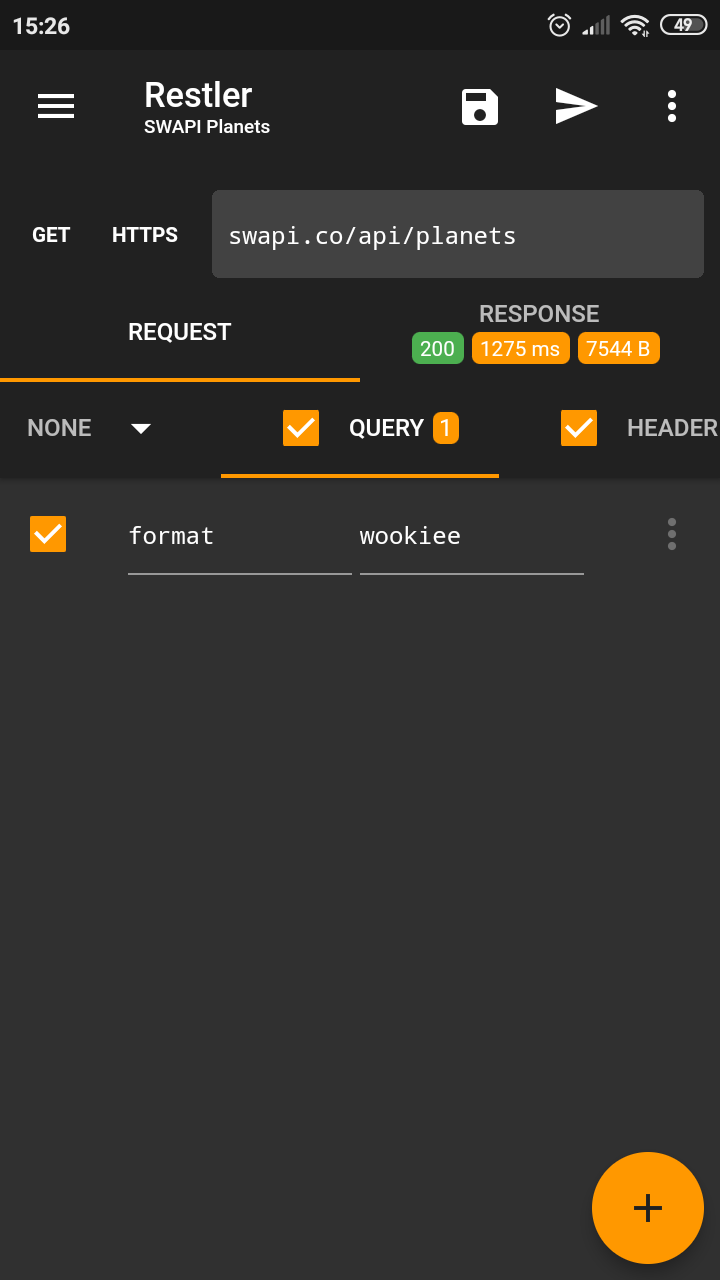 15:26
49
Restler
SWAPI Planets
GET HTTPS swapi.co/api/planets
REQUEST
RESPONSE
200 1275 ms 7544 B
NONE QUERY 1 HEADER
format wookiee